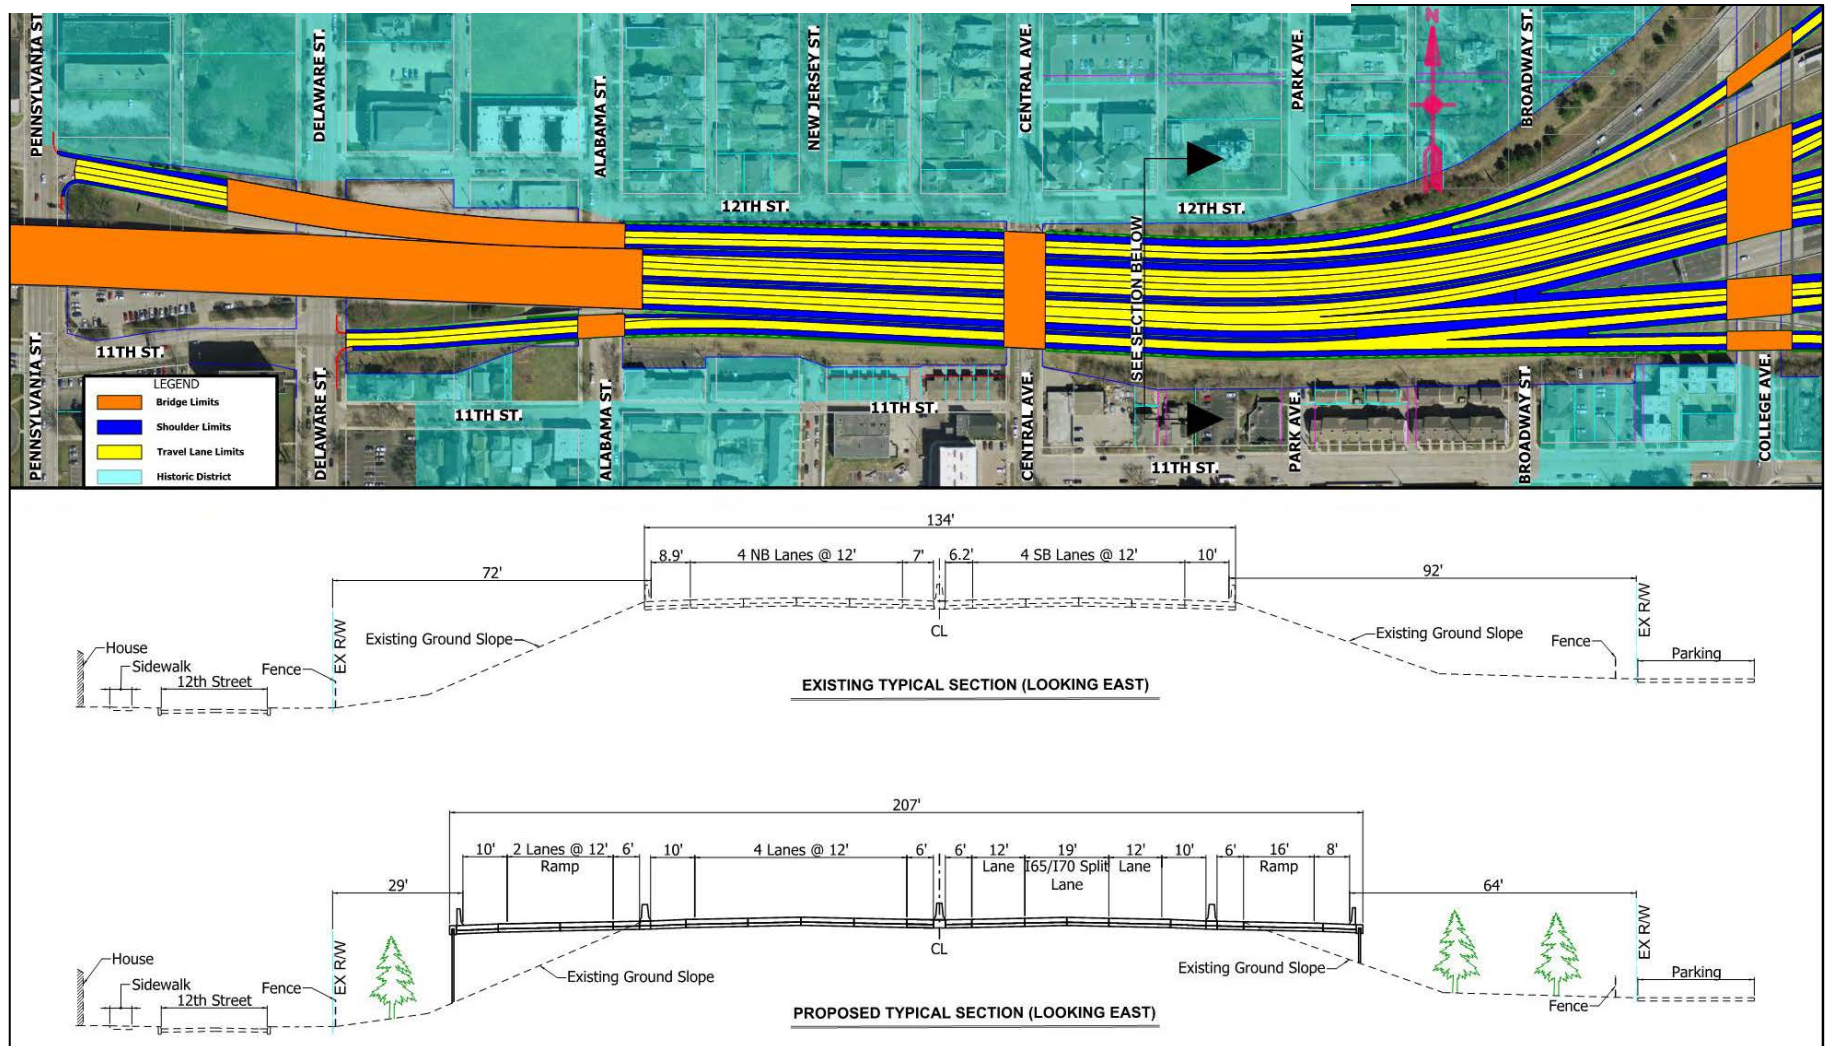 PENNSYLVANIA ST.
DELAWARE ST.
ALABAMA ST.
NEW JERSEY ST.
CENTRAL AVE.
PARK AVE.
BROADWAY ST.
N
12TH ST.
12TH ST.
SEE SECTION BELOW
11TH ST.
PENNSYLVANIA ST.
DELAWARE ST.
ALABAMA ST.
CENTRAL AVE.
PARK AVE.
BROADWAY ST.
COLLEGE AVE.
11TH ST.
11TH ST.
11TH ST.
LEGEND
Bridge Limits
Shoulder Limits
Travel Lane Limits
Historic District
134'
8.9' 4 NB Lanes @ 12' 7' 6.2' 4 SB Lanes @ 12' 10'
72' 92'
CL
House
Sidewalk
12th Street
Fence
EX R/W
Existing Ground Slope
Existing Ground Slope
Fence
EX R/W
Parking
EXISTING TYPICAL SECTION (LOOKING EAST)
207'
10' 2 Lanes @ 12' 6' 10' 4 Lanes @ 12' 6' 6' 12' 19' 12' 10' 6' 16' 8'
Ramp Lane I65/I70 Split Lane Ramp
Lane
29' 64'
CL
House
Sidewalk
12th Street
Fence
EX R/W
Existing Ground Slope
Existing Ground Slope
EX R/W
Parking
Fence
PROPOSED TYPICAL SECTION (LOOKING EAST)